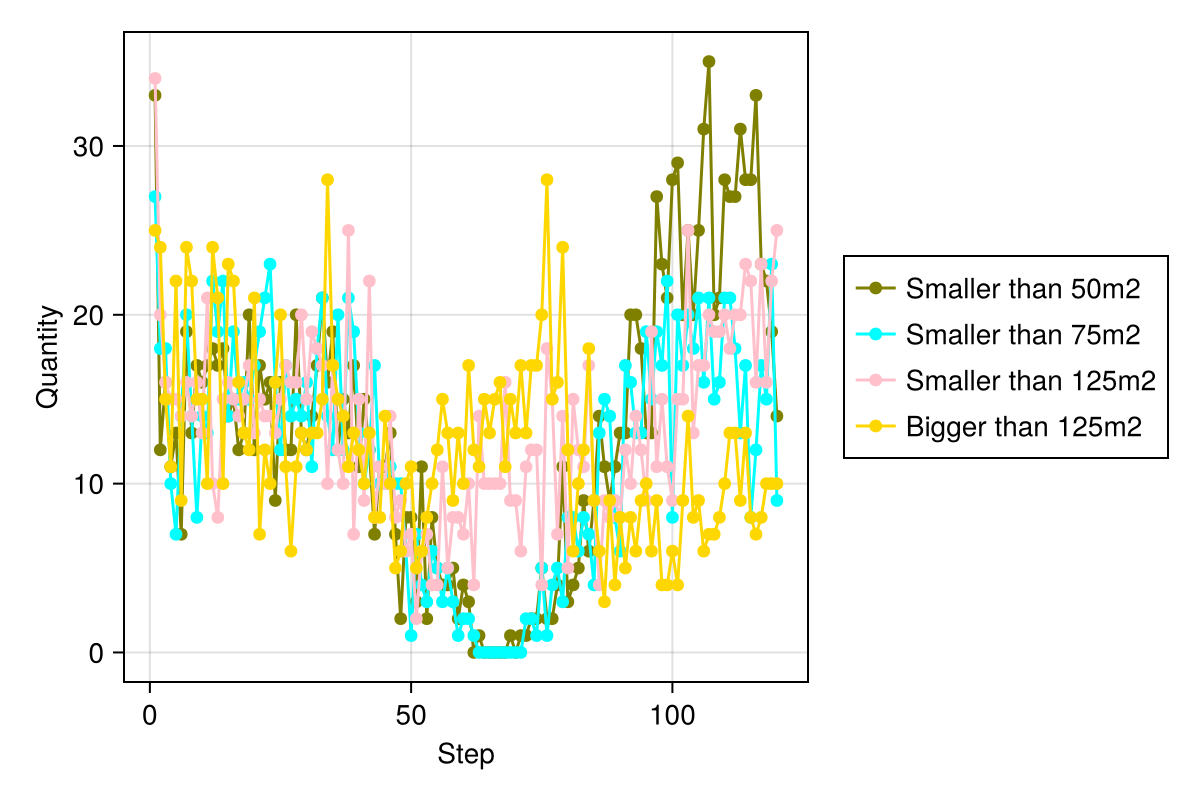 30
20
10
0
Quantity
0 50 100
Step
Smaller than 50m2
Smaller than 75m2
Smaller than 125m2
Bigger than 125m2